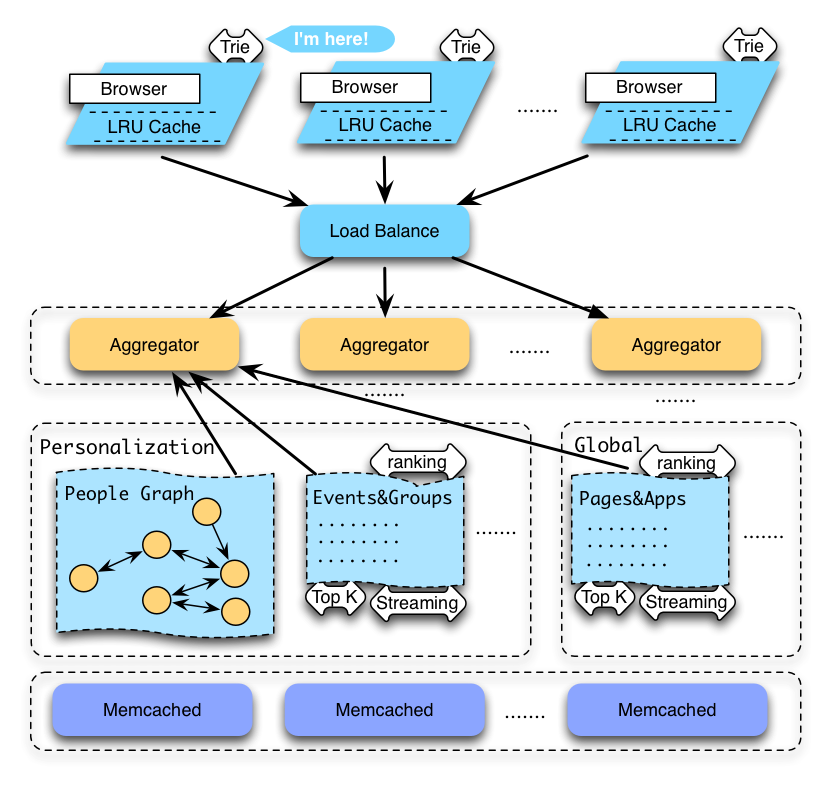 Trie
I'm here!
Trie
Trie
Browser
Browser
Browser
LRU Cache
LRU Cache
.......
LRU Cache
Load Balance
Aggregator
Aggregator
.......
Aggregator
.......
.......
Personalization
Global
ranking
ranking
People Graph
Events&Groups
Pages&Apps
........
........
........
.......
........
........
........
.......
Top K
Streaming
Top K
Streaming
Memcached
Memcached
.......
Memcached